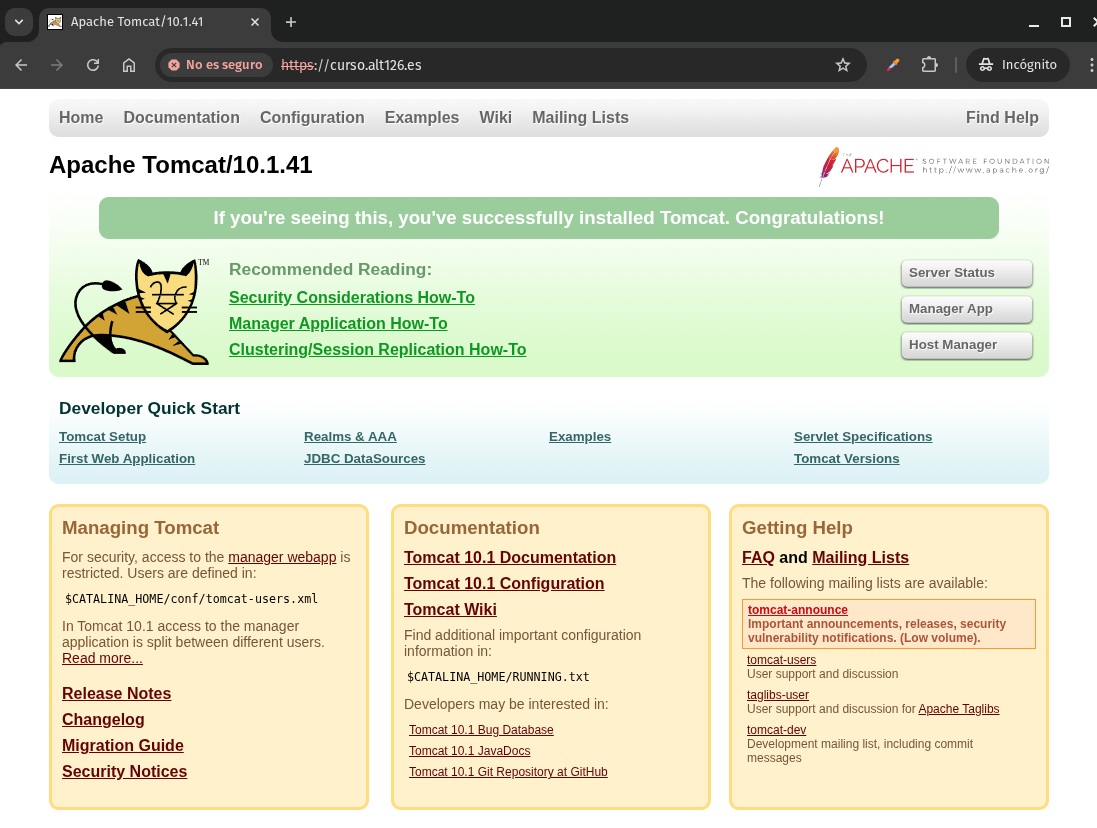 Apache Tomcat/10.1.41
No es seguro https://curso.alt126.es Incógnito
Home Documentation Configuration Examples Wiki Mailing Lists Find Help
Apache Tomcat/10.1.41
THE APACHE™ SOFTWARE FOUNDATION
http://www.apache.org/
If you're seeing this, you've successfully installed Tomcat. Congratulations!
TM
Recommended Reading:
Security Considerations How-To
Manager Application How-To
Clustering/Session Replication How-To
Server Status
Manager App
Host Manager
Developer Quick Start
Tomcat Setup
First Web Application
Realms & AAA
JDBC DataSources
Examples
Servlet Specifications
Tomcat Versions
Managing Tomcat
For security, access to the manager webapp is
restricted. Users are defined in:
$CATALINA_HOME/conf/tomcat-users.xml
In Tomcat 10.1 access to the manager
application is split between different users.
Read more...
Release Notes
Changelog
Migration Guide
Security Notices
Documentation
Tomcat 10.1 Documentation
Tomcat 10.1 Configuration
Tomcat Wiki
Find additional important configuration
information in:
$CATALINA_HOME/RUNNING.txt
Developers may be interested in:
Tomcat 10.1 Bug Database
Tomcat 10.1 JavaDocs
Tomcat 10.1 Git Repository at GitHub
Getting Help
FAQ and Mailing Lists
The following mailing lists are available:
tomcat-announce
Important announcements, releases, security
vulnerability notifications. (Low volume).
tomcat-users
User support and discussion
taglibs-user
User support and discussion for Apache Taglibs
tomcat-dev
Development mailing list, including commit
messages